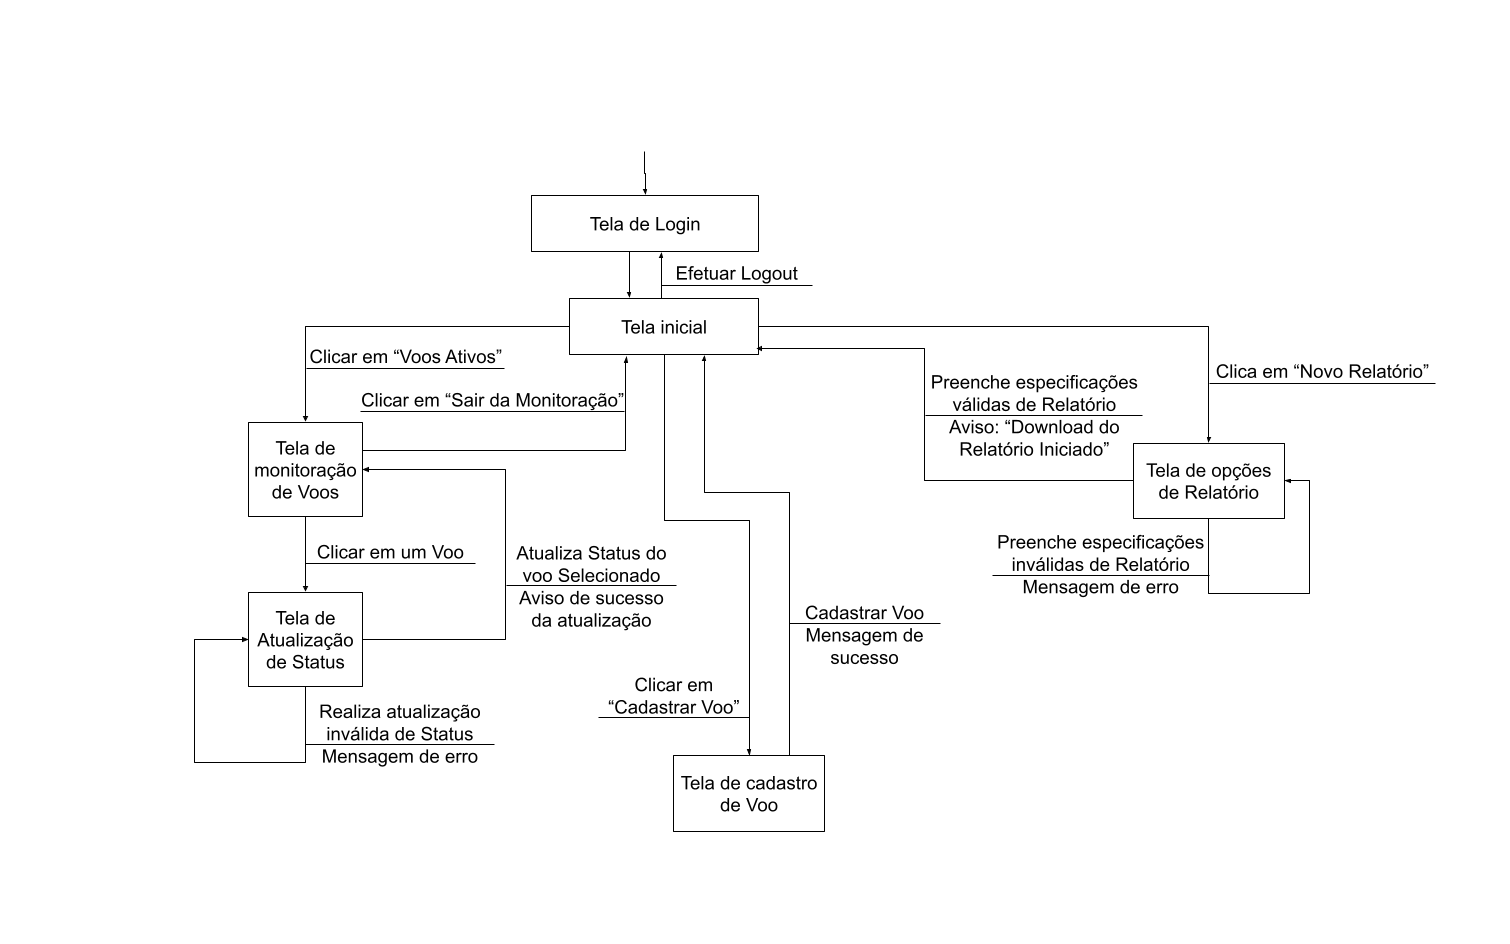 Tela de Login
Efetuar Logout
Tela inicial
Clicar em “Voos Ativos”
Clicar em “Sair da Monitoração”
Preenche especificações
válidas de Relatório
Aviso: “Download do
Relatório Iniciado”
Clica em “Novo Relatório”
Tela de
monitoração
de Voos
Tela de opções
de Relatório
Clicar em um Voo
Atualiza Status do
voo Selecionado
Aviso de sucesso
da atualização
Preenche especificações
inválidas de Relatório
Mensagem de erro
Tela de
Atualização
de Status
Cadastrar Voo
Mensagem de
sucesso
Clicar em
“Cadastrar Voo”
Realiza atualização
inválida de Status
Mensagem de erro
Tela de cadastro
de Voo